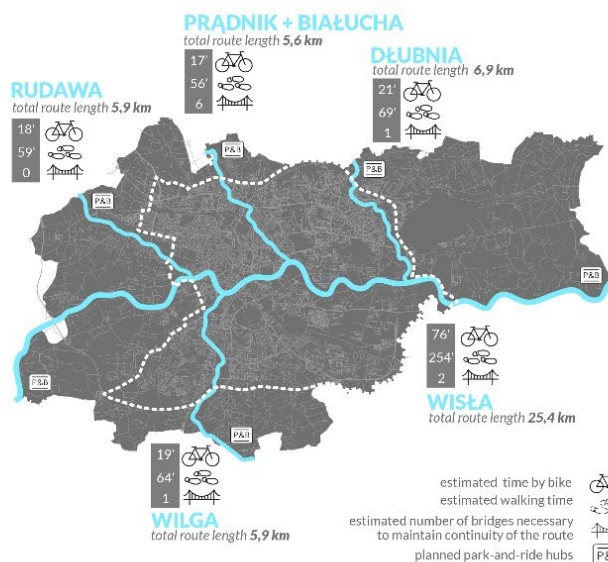 PRĄDNIK + BIAŁUCHA
total route length 5,6 km
17'
56'
6
DŁUBNIA
total route length 6,9 km
21'
69'
1
RUDAWA
total route length 5,9 km
18'
59'
0
P&B
P&B
P&B
P&B
P&B
P&B
76'
254'
2
WISŁA
total route length 25,4 km
19'
64'
1
WILGA
total route length 5,9 km
estimated time by bike
estimated walking time
estimated number of bridges necessary
to maintain continuity of the route
planned park-and-ride hubs